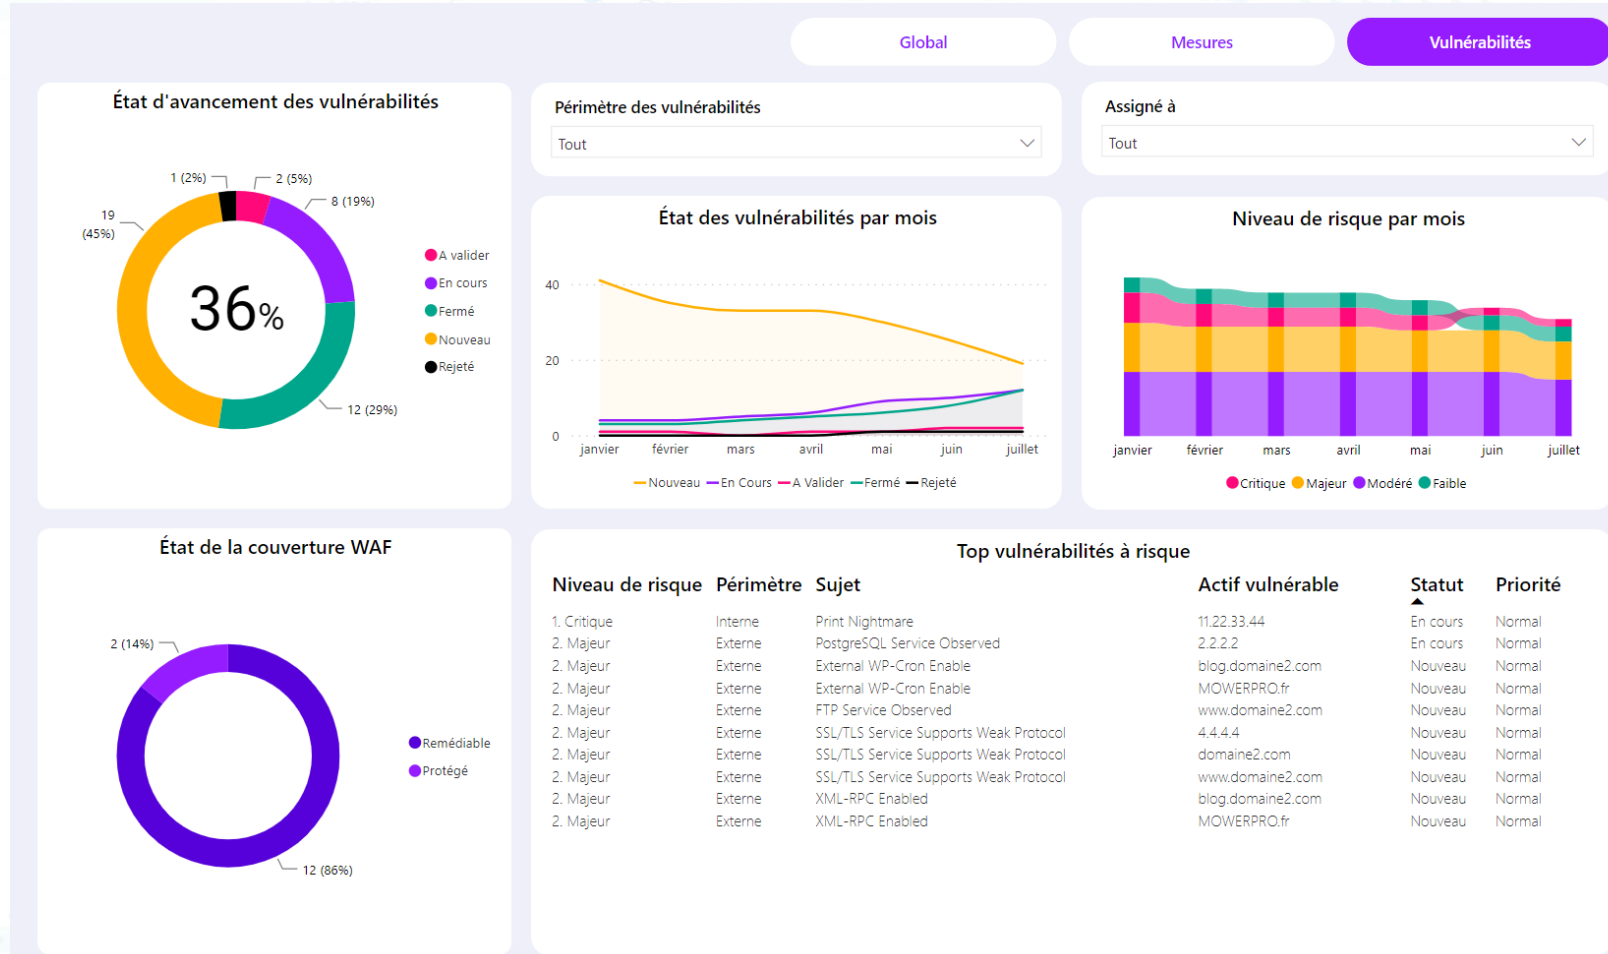 Global
Mesures
Vulnérabilités
État d'avancement des vulnérabilités
1 (2%)
2 (5%)
8 (19%)
19
(45%)
36%
12 (29%)
A valider
En cours
Fermé
Nouveau
Rejeté
Périmètre des vulnérabilités
Tout
Assigné à
Tout
État des vulnérabilités par mois
40
20
0
janvier février mars avril mai juin juillet
Nouveau En Cours A Valider Fermé Rejeté
Niveau de risque par mois
janvier février mars avril mai juin juillet
Critique Majeur Modéré Faible
État de la couverture WAF
2 (14%)
12 (86%)
Remédiable
Protégé
Top vulnérabilités à risque
Niveau de risque Périmètre Sujet Actif vulnérable Statut Priorité
1. Critique Interne Print Nightmare 11.22.33.44 En cours Normal
2. Majeur Externe PostgreSQL Service Observed 2.2.2.2 En cours Normal
2. Majeur Externe External WP-Cron Enable blog.domaine2.com Nouveau Normal
2. Majeur Externe External WP-Cron Enable MOWERPRO.fr Nouveau Normal
2. Majeur Externe FTP Service Observed www.domaine2.com Nouveau Normal
2. Majeur Externe SSL/TLS Service Supports Weak Protocol 4.4.4.4 Nouveau Normal
2. Majeur Externe SSL/TLS Service Supports Weak Protocol domaine2.com Nouveau Normal
2. Majeur Externe SSL/TLS Service Supports Weak Protocol www.domaine2.com Nouveau Normal
2. Majeur Externe XML-RPC Enabled blog.domaine2.com Nouveau Normal
2. Majeur Externe XML-RPC Enabled MOWERPRO.fr Nouveau Normal